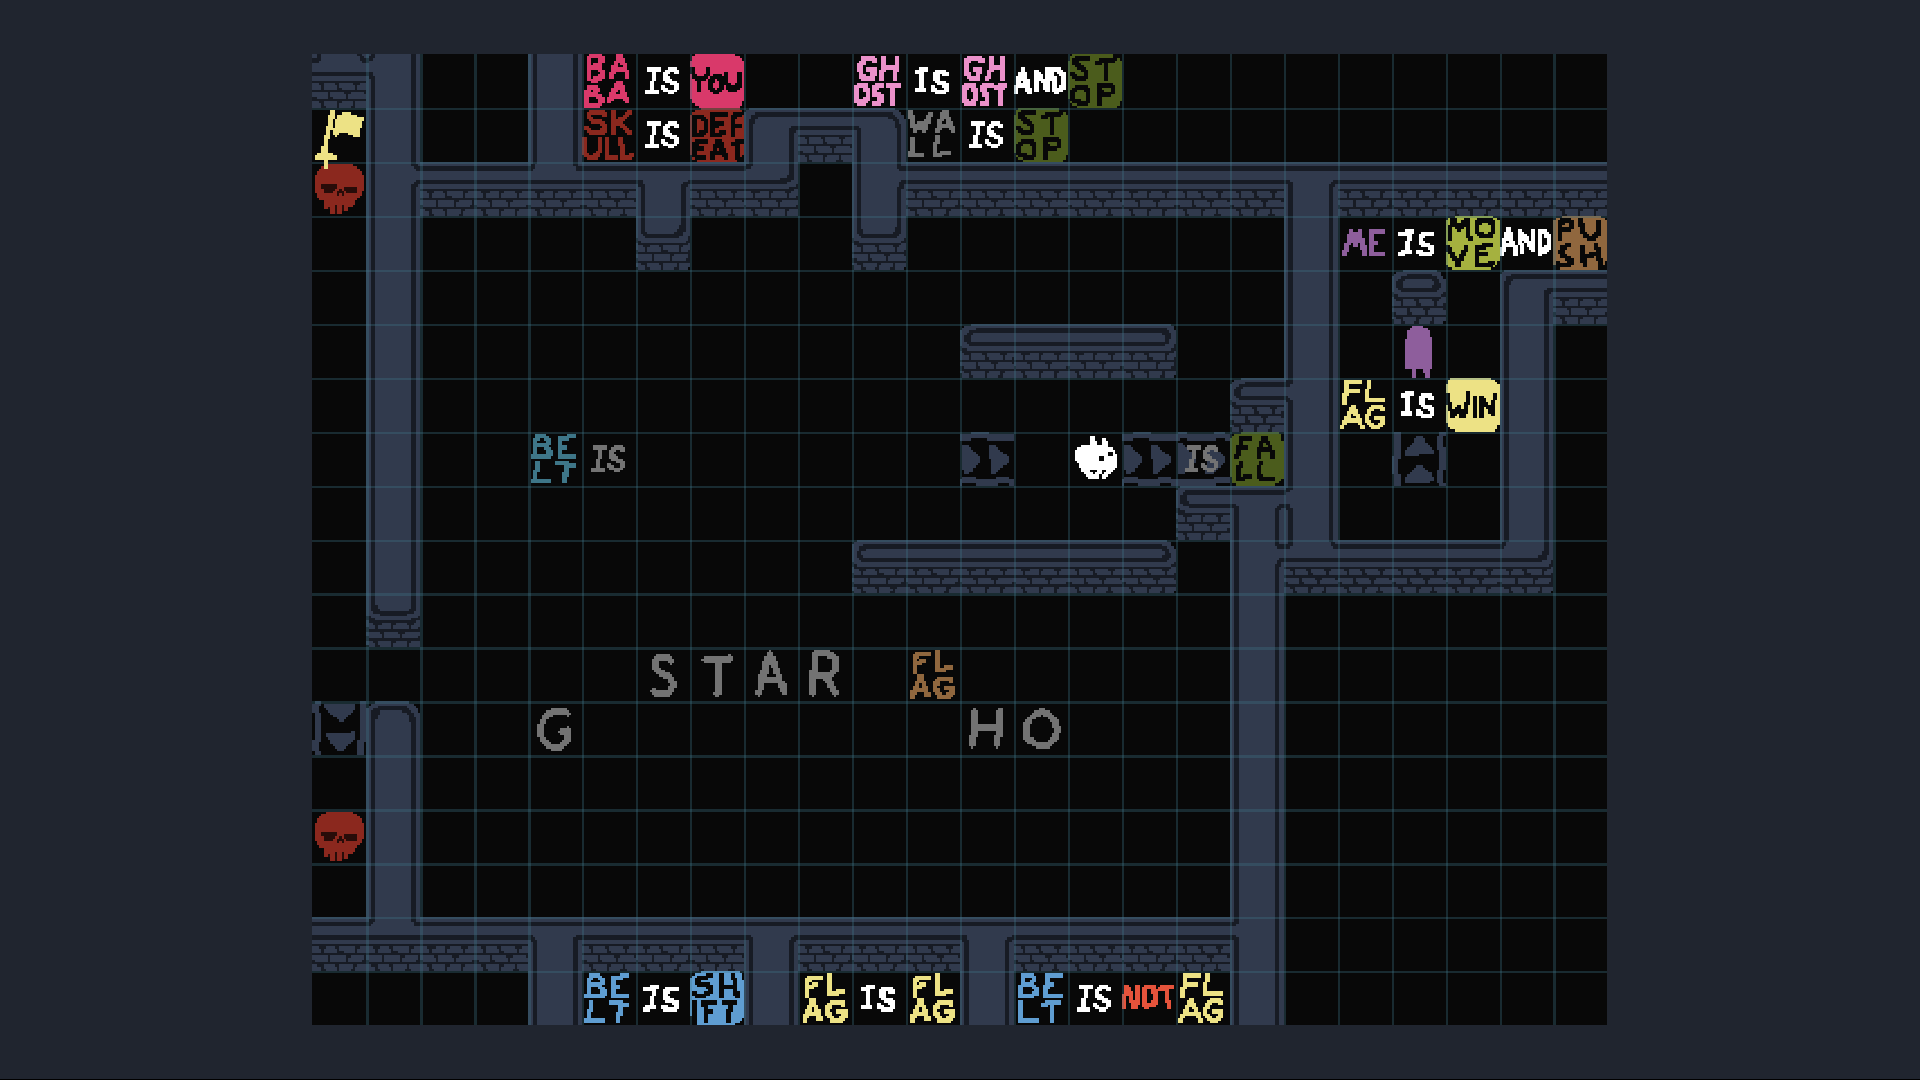 BABA IS YOU GHOST IS GHOST AND STOP
SKULL IS DEFEAT WALL IS STOP
ME IS MOVE AND PUSH
FLAG IS WIN
BELT IS IS FALL
STAR FLAG
G HO
BELT IS SHIFT FLAG IS FLAG BELT IS NOT FLAG